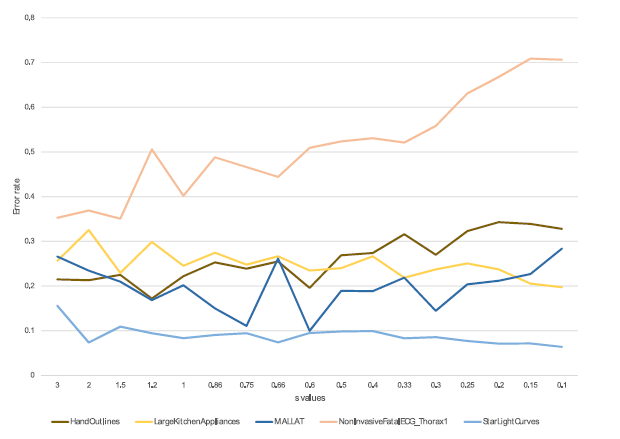 0,8
0,7
0,6
0,5
0,4
0,3
0,2
0,1
0
Error rate
3 2 1,5 1,2 1 0,86 0,75 0,66 0,6 0,5 0,4 0,33 0,3 0,25 0,2 0,15 0,1
s values
HandOutlines LargeKitchenAppliances MALLAT NonInvasiveFatalECG_Thorax1 StarLightCurves